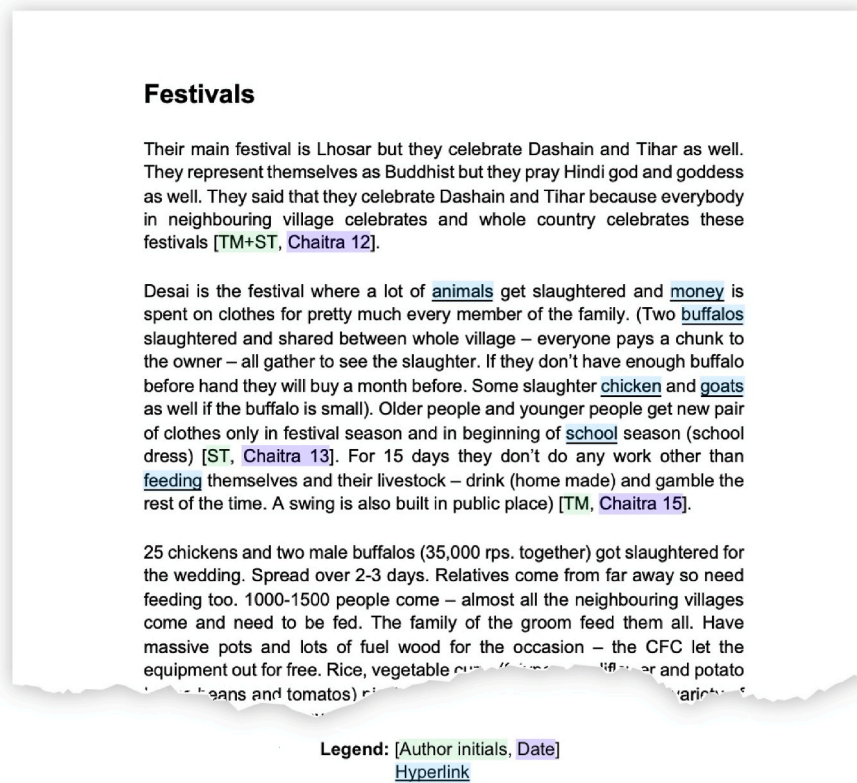 Festivals
Their main festival is Lhosar but they celebrate Dashain and Tihar as well.
They represent themselves as Buddhist but they pray Hindi god and goddess
as well. They said that they celebrate Dashain and Tihar because everybody
in neighbouring village celebrates and whole country celebrates these
festivals [TM+ST, Chaitra 12].
Desai is the festival where a lot of animals get slaughtered and money is
spent on clothes for pretty much every member of the family. (Two buffalos
slaughtered and shared between whole village – everyone pays a chunk to
the owner – all gather to see the slaughter. If they don't have enough buffalo
before hand they will buy a month before. Some slaughter chicken and goats
as well if the buffalo is small). Older people and younger people get new pair
of clothes only in festival season and in beginning of school season (school
dress) [ST, Chaitra 13]. For 15 days they don't do any work other than
feeding themselves and their livestock – drink (home made) and gamble the
rest of the time. A swing is also built in public place) [TM, Chaitra 15].
25 chickens and two male buffalos (35,000 rps. together) got slaughtered for
the wedding. Spread over 2-3 days. Relatives come from far away so need
feeding too. 1000-1500 people come – almost all the neighbouring villages
come and need to be fed. The family of the groom feed them all. Have
massive pots and lots of fuel wood for the occasion – the CFC let the
equipment out for free. Rice, vegetable and potato
and tomatos)
Legend: [Author initials, Date]
Hyperlink